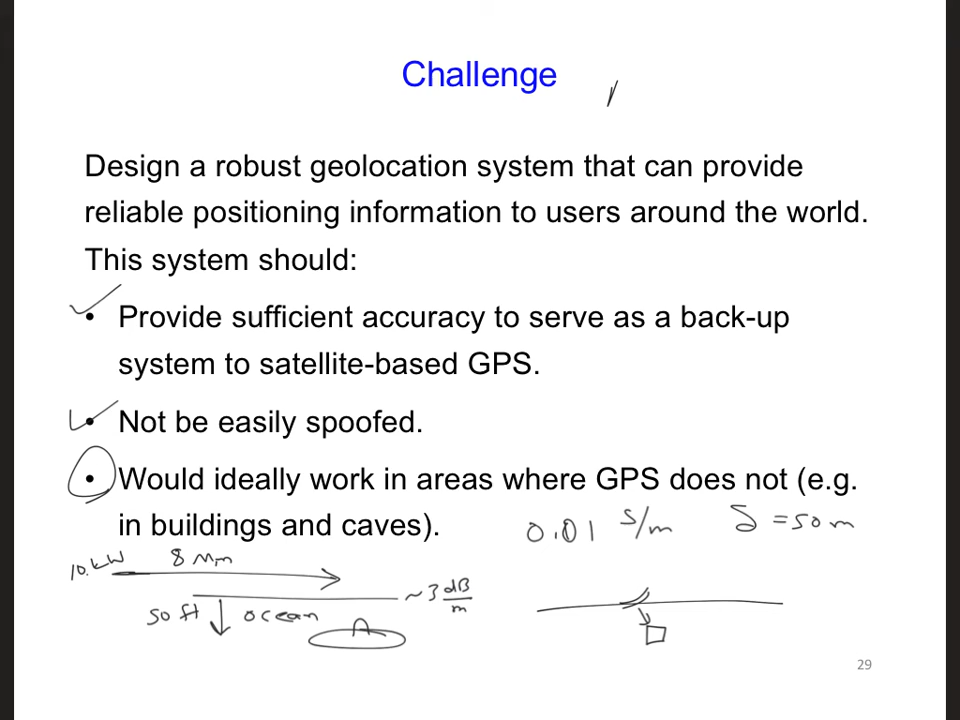 Challenge
Design a robust geolocation system that can provide
reliable positioning information to users around the world.
This system should:
• Provide sufficient accuracy to serve as a back-up
system to satellite-based GPS.
• Not be easily spoofed.
• Would ideally work in areas where GPS does not (e.g.
in buildings and caves).
0.01 S/m δ = 50 m
10 kW 8 Mm
~3 dB/m
50 ft ↓ ocean
29